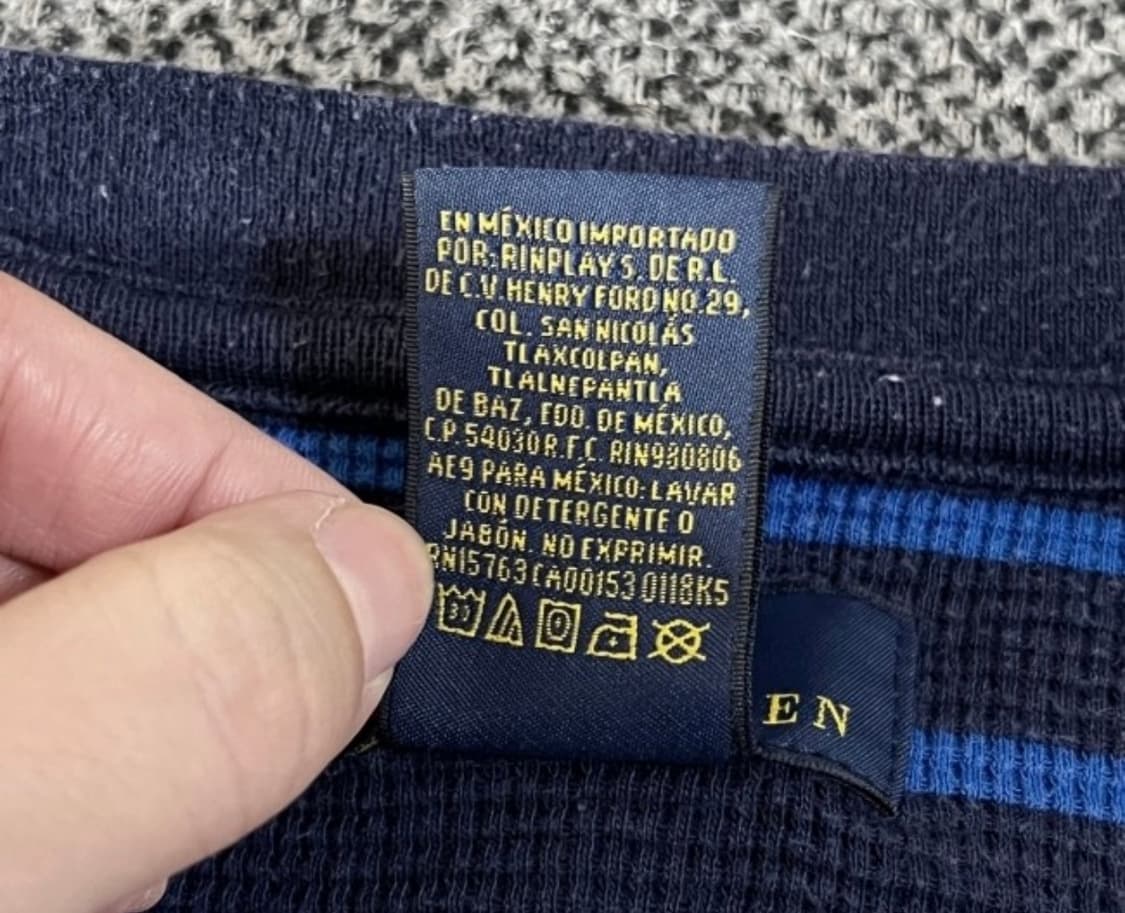 EN MÉXICO IMPORTADO
POR: RINPLAY S. DE R.L.
DE C.V. HENRY FORD NO. 29,
COL. SAN NICOLÁS
TLAXCOLPAN,
TLALNEPANTLA
DE BAZ, EDO. DE MÉXICO,
C.P. 54030 R.F.C. RIN980806
AE9 PARA MÉXICO: LAVAR
CON DETERGENTE O
JABÓN. NO EXPRIMIR.
RN15763 CA00153 0118K5
30
EN